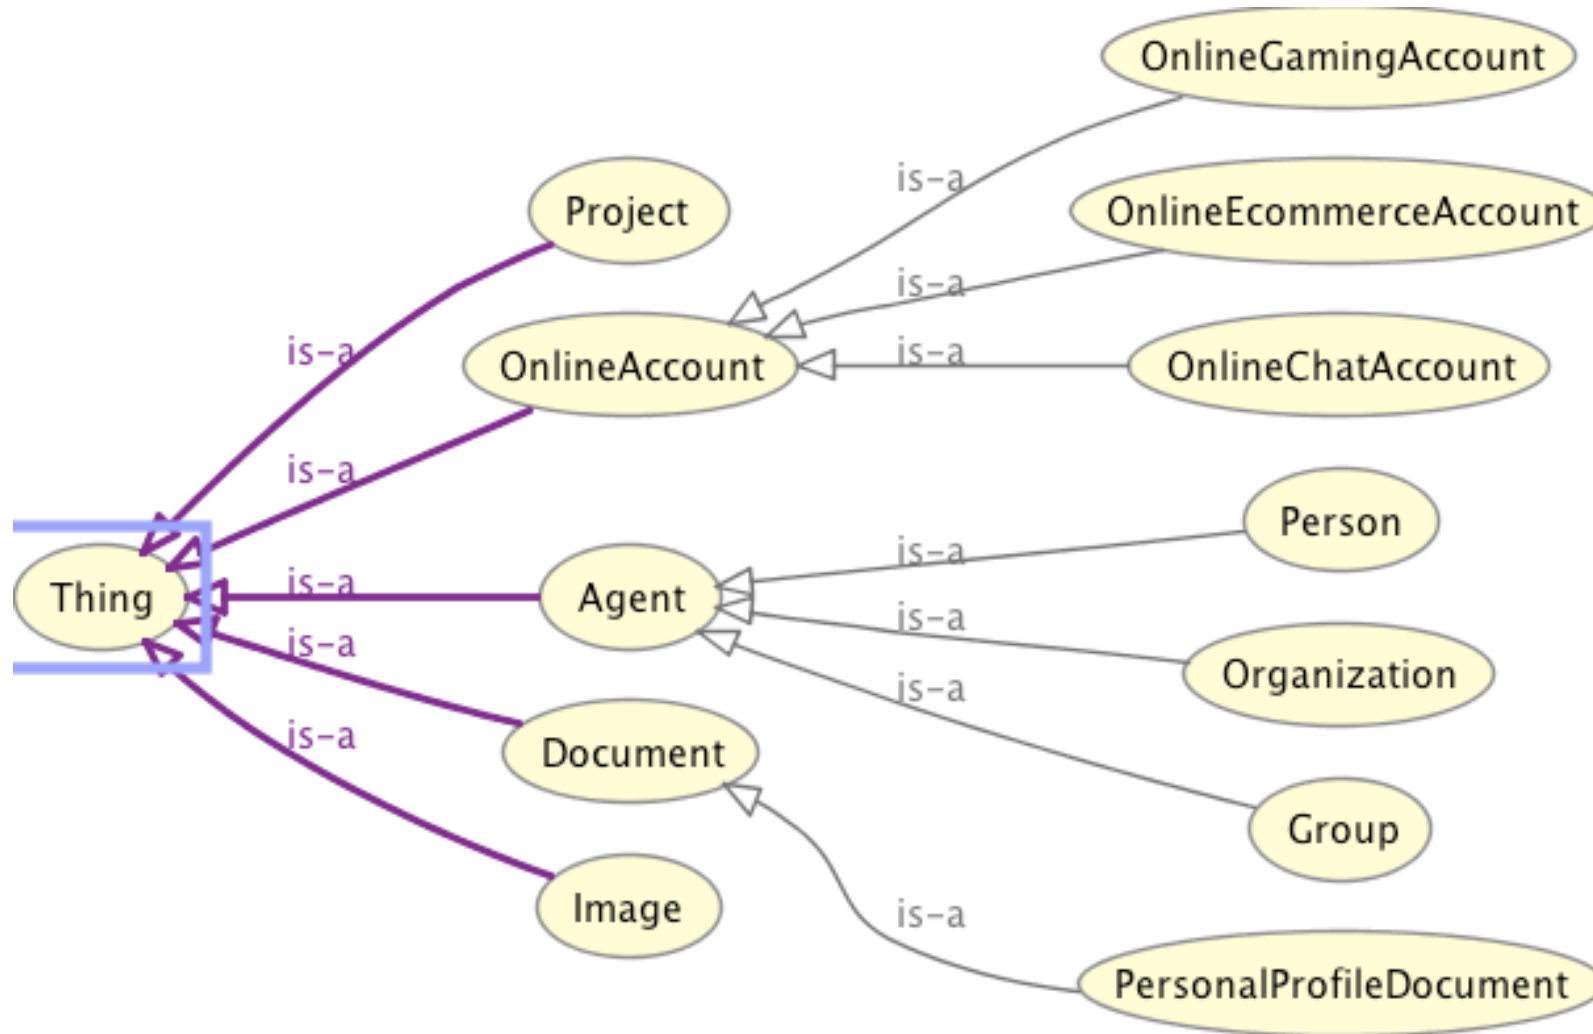 OnlineGamingAccount
is-a
Project
OnlineEcommerceAccount
is-a
is-a
OnlineAccount
is-a
OnlineChatAccount
is-a
Person
is-a
Thing
is-a
Agent
is-a
is-a
Organization
is-a
Document
is-a
Group
Image
is-a
PersonalProfileDocument